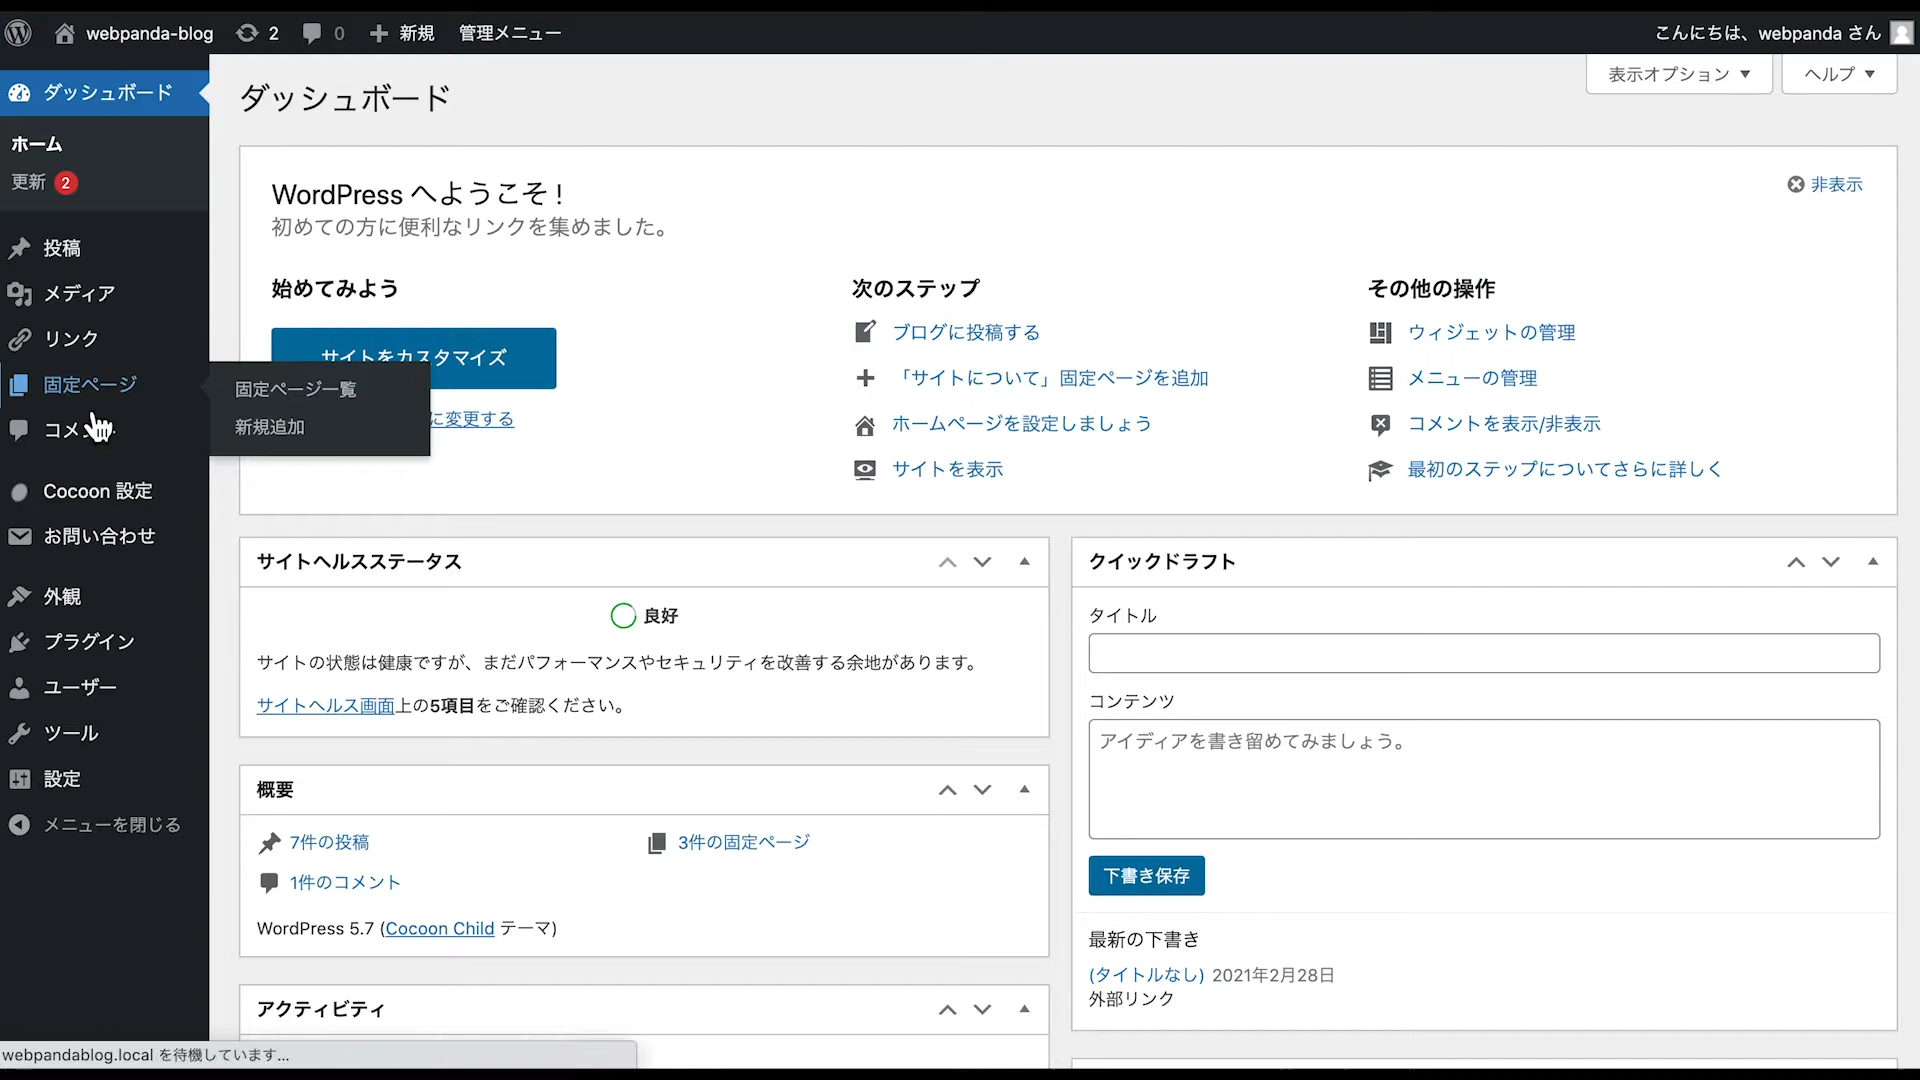 webpanda-blog 2 0 新規 管理メニュー こんにちは、webpanda さん
ダッシュボード
ホーム
更新 2
投稿
メディア
リンク
固定ページ
固定ページ一覧
新規追加
Cocoon 設定
お問い合わせ
外観
プラグイン
ユーザー
ツール
設定
メニューを閉じる
表示オプション ▼ ヘルプ ▼
ダッシュボード
WordPress へようこそ !
初めての方に便利なリンクを集めました。
非表示
始めてみよう
サイトをカスタマイズ
に変更する
次のステップ
ブログに投稿する
「サイトについて」固定ページを追加
ホームページを設定しましょう
サイトを表示
その他の操作
ウィジェットの管理
メニューの管理
コメントを表示/非表示
最初のステップについてさらに詳しく
サイトヘルスステータス
良好
サイトの状態は健康ですが、まだパフォーマンスやセキュリティを改善する余地があります。
サイトヘルス画面上の5項目をご確認ください。
概要
7件の投稿 3件の固定ページ
1件のコメント
WordPress 5.7 (Cocoon Child テーマ)
アクティビティ
クイックドラフト
タイトル
コンテンツ
アイディアを書き留めてみましょう。
下書き保存
最新の下書き
(タイトルなし) 2021年2月28日
外部リンク
webpandablog.local を待機しています...